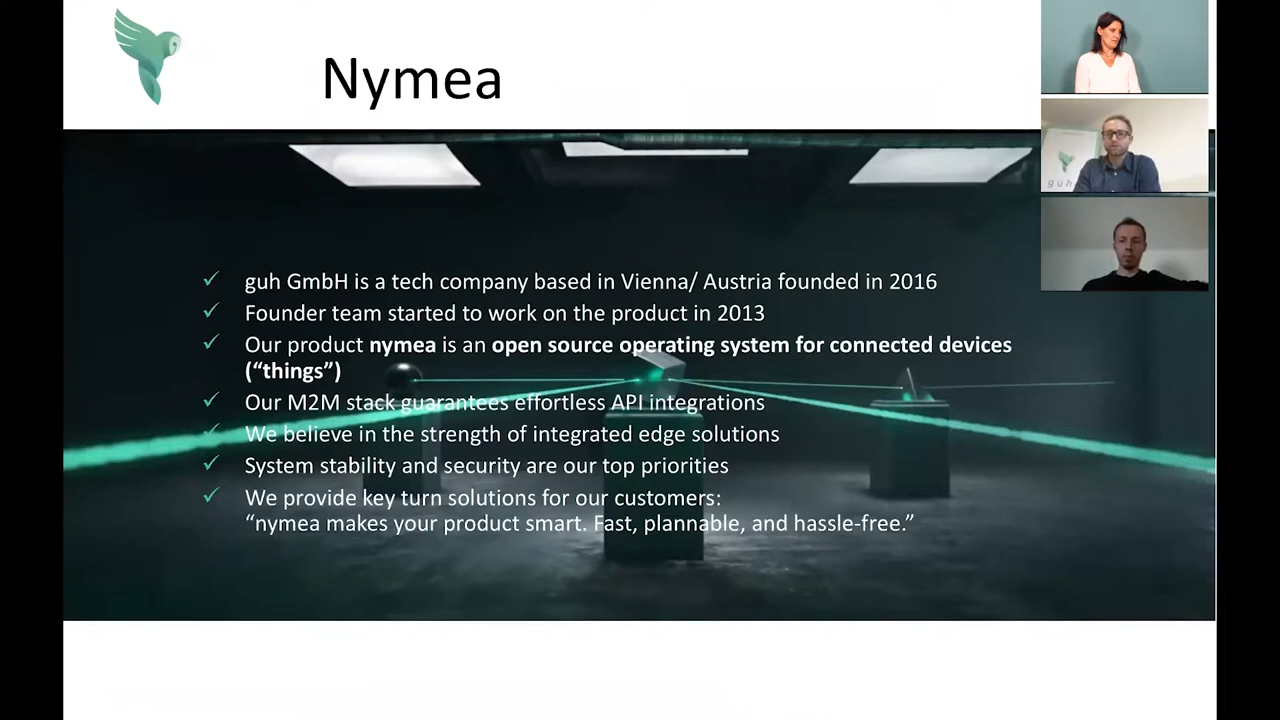 Nymea
guh GmbH is a tech company based in Vienna/ Austria founded in 2016
Founder team started to work on the product in 2013
Our product nymea is an open source operating system for connected devices
(“things”)
Our M2M stack guarantees effortless API integrations
We believe in the strength of integrated edge solutions
System stability and security are our top priorities
We provide key turn solutions for our customers:
“nymea makes your product smart. Fast, plannable, and hassle-free.”
guh